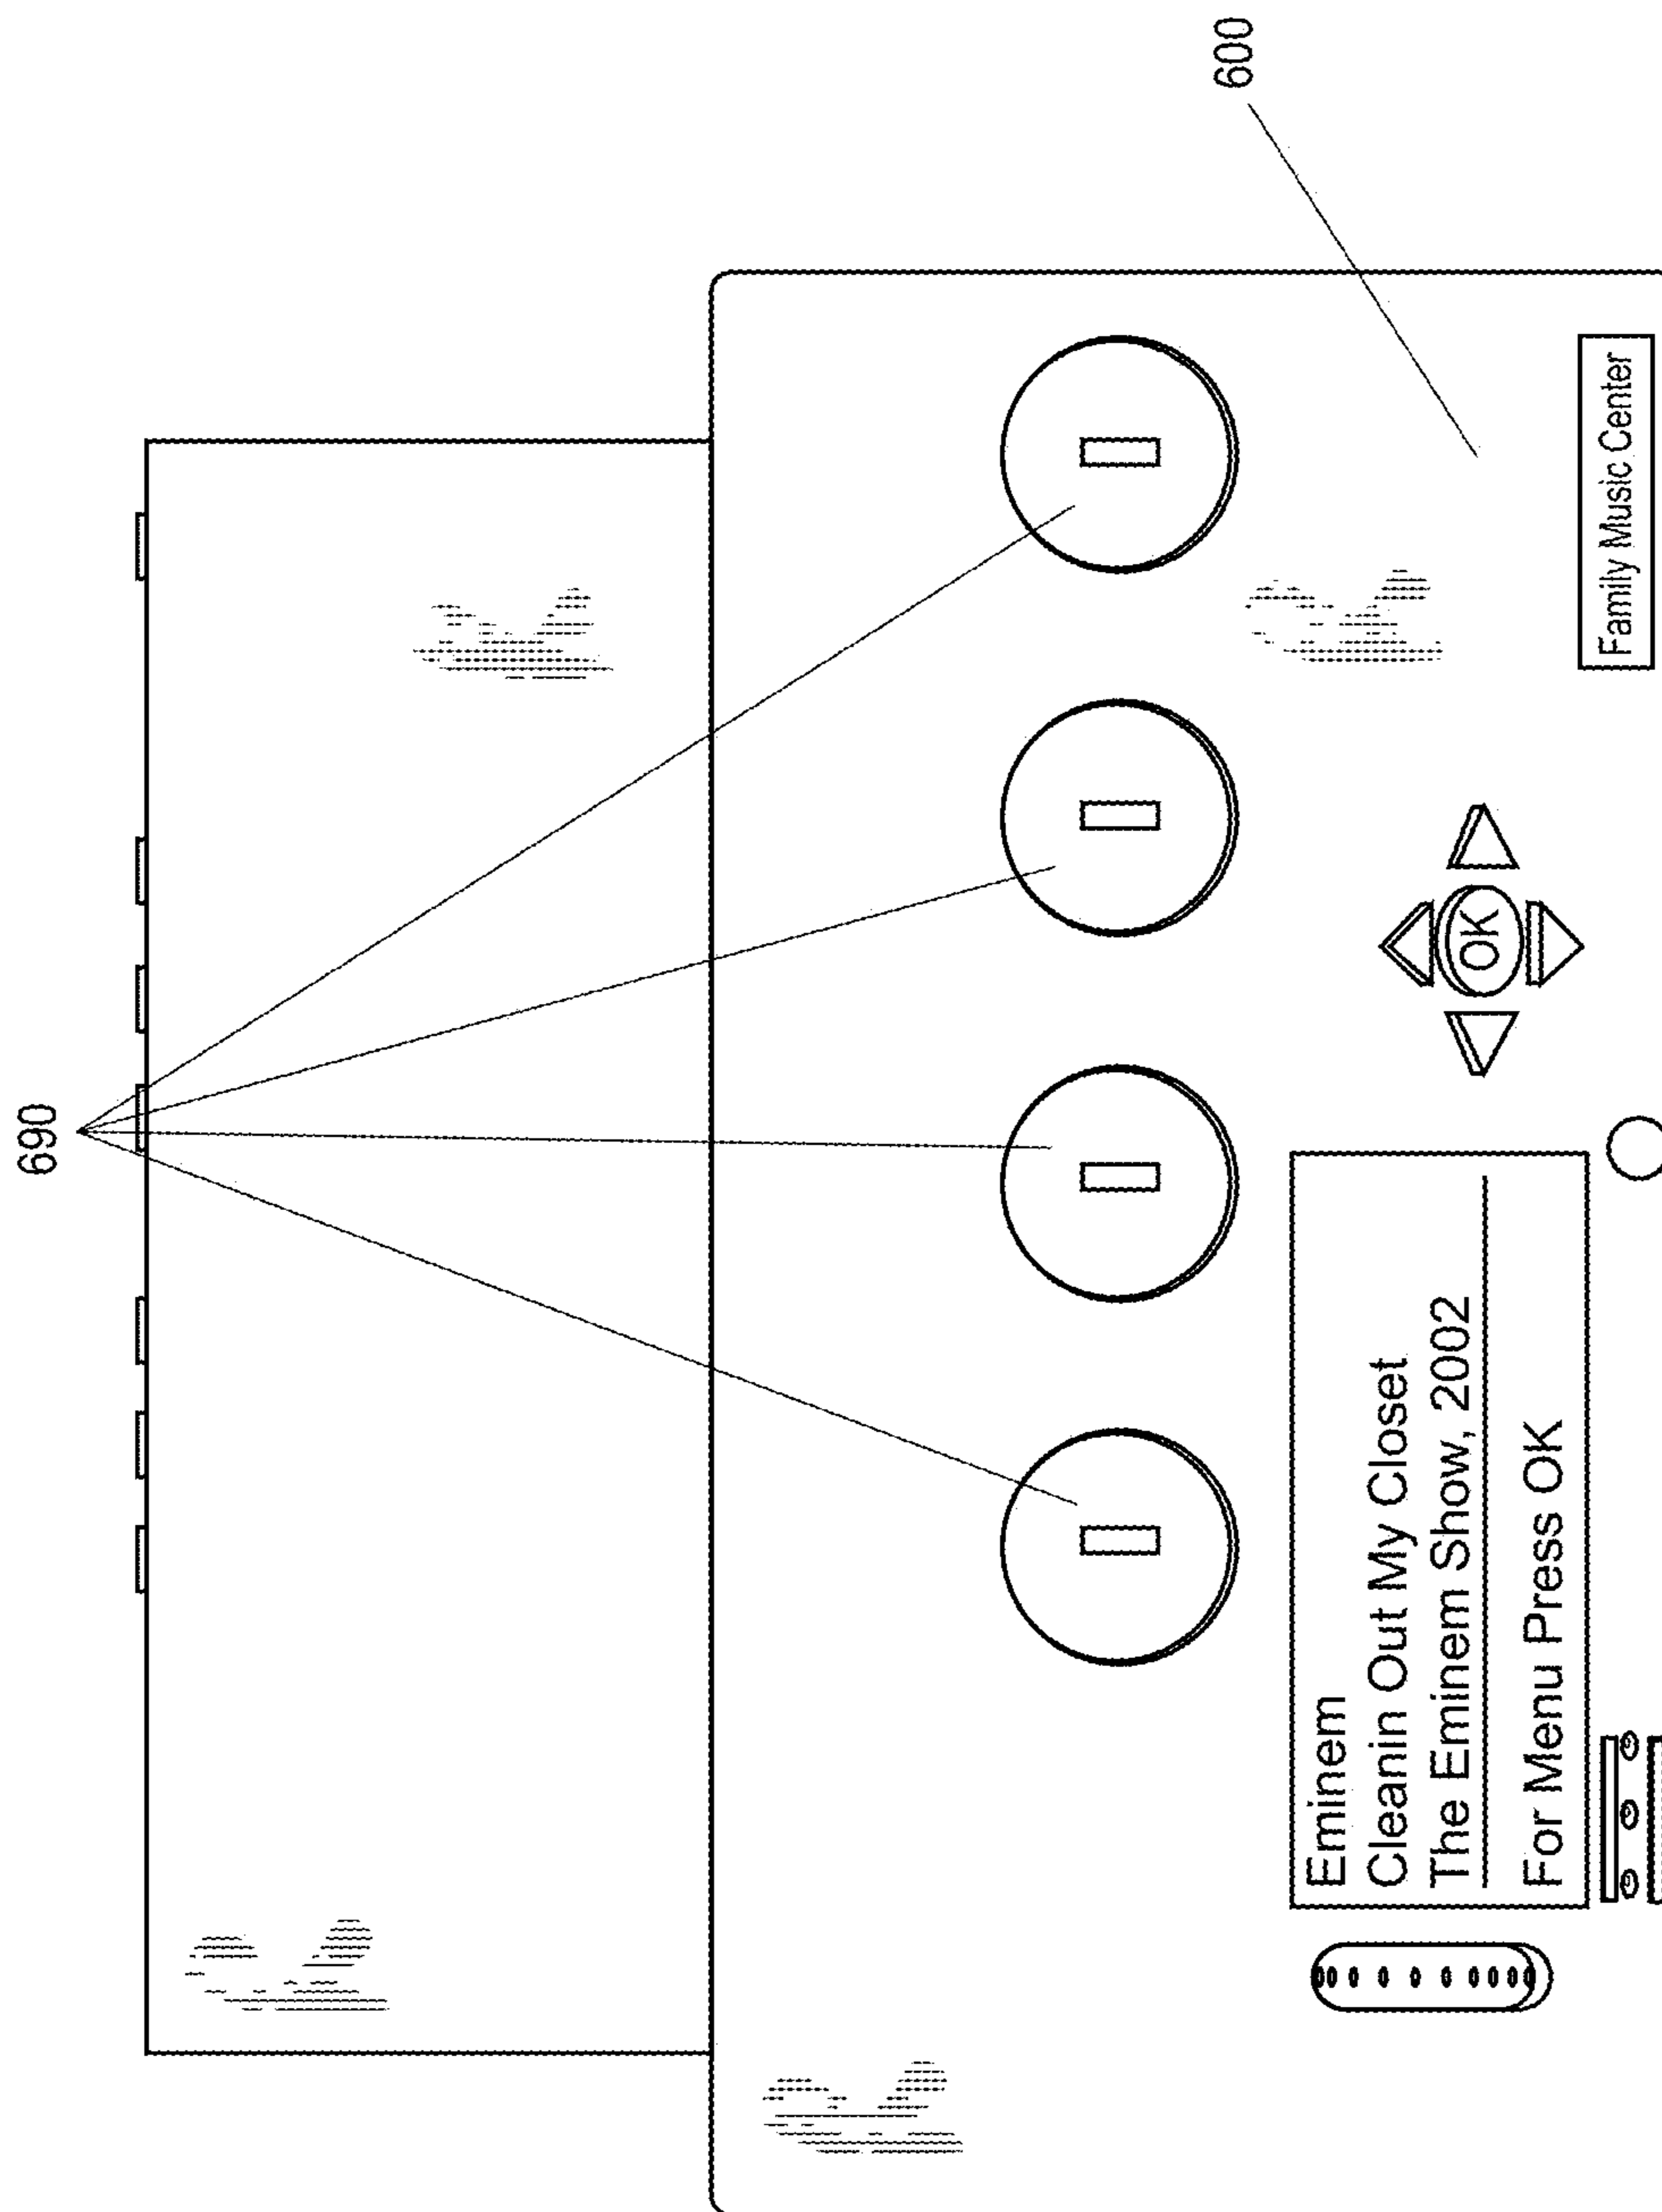 690
600
Eminem
Cleanin Out My Closet
The Eminem Show, 2002
For Menu Press OK
OK
Family Music Center